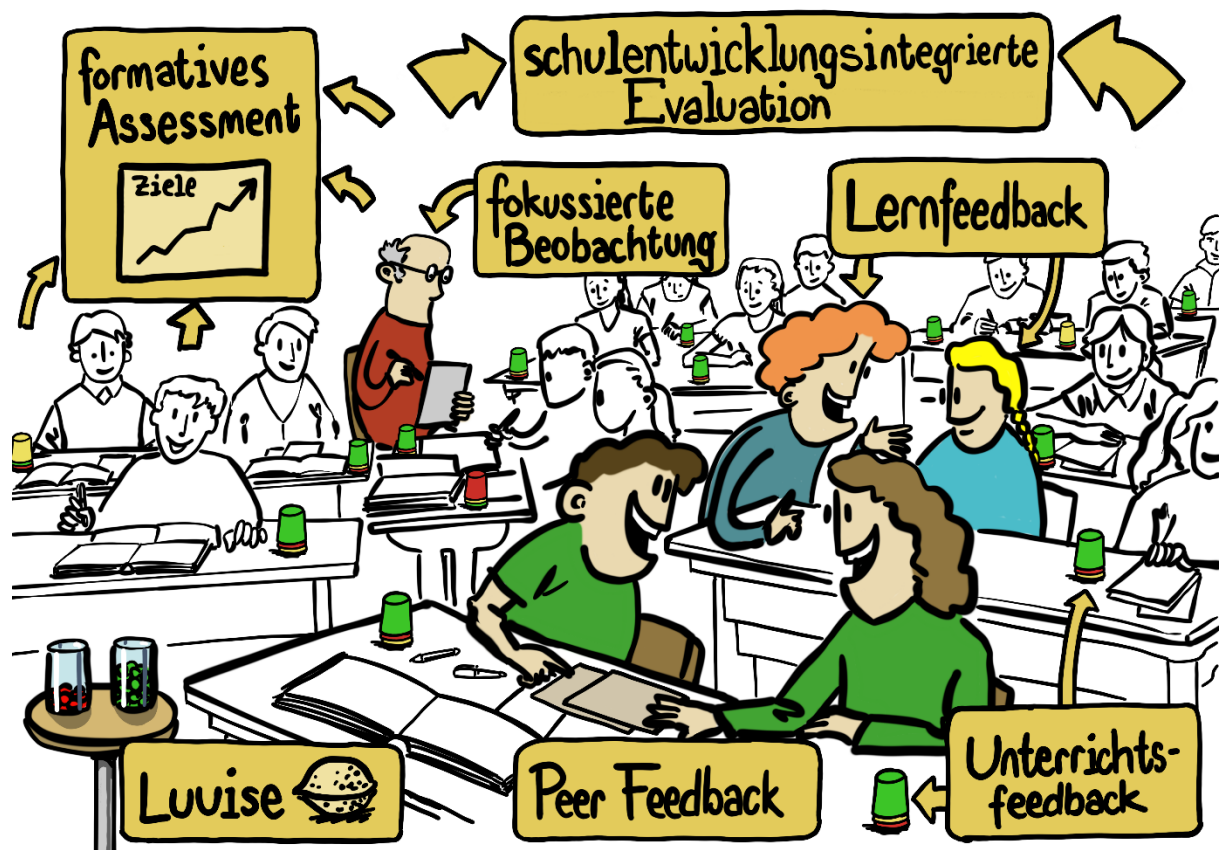 formatives
Assessment
Ziele
schulentwicklungsintegrierte
Evaluation
fokussierte
Beobachtung
Lernfeedback
Luuise
Peer Feedback
Unterrichts-
feedback